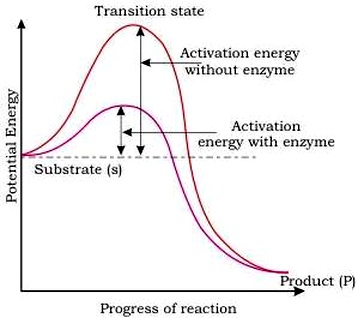 Transition state
Activation energy
without enzyme
Activation
energy with enzyme
Potential Energy
Substrate (s)
Product (P)
Progress of reaction